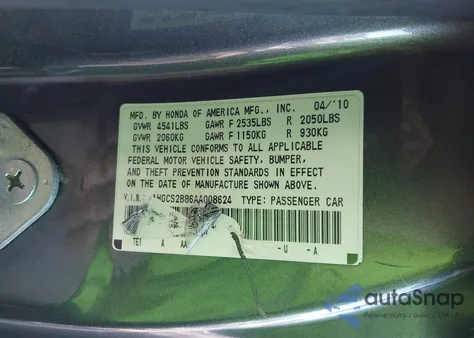 MFD. BY HONDA OF AMERICA MFG., INC. 04/'10
GVWR 4541LBS GAWR F 2535LBS R 2050LBS
GVWR 2060KG GAWR F 1150KG R 930KG
THIS VEHICLE CONFORMS TO ALL APPLICABLE
FEDERAL MOTOR VEHICLE SAFETY, BUMPER,
AND THEFT PREVENTION STANDARDS IN EFFECT
ON THE DATE OF MANUFACTURE SHOWN ABOVE.
V.I.N.: 1HGCS2B86AA008624 TYPE: PASSENGER CAR
A AA -U -A
autoSnap